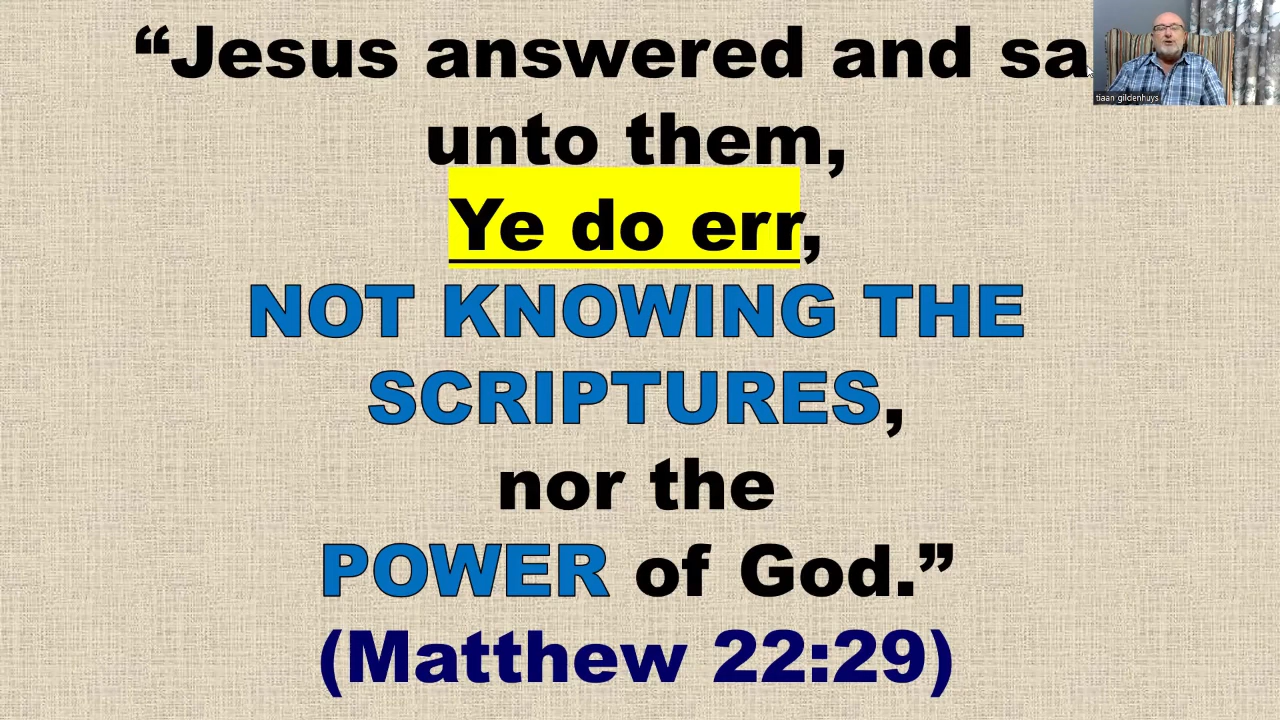 “Jesus answered and sa
unto them,
Ye do err,
NOT KNOWING THE
SCRIPTURES,
nor the
POWER of God.”
(Matthew 22:29)
tiaan gildenhuys